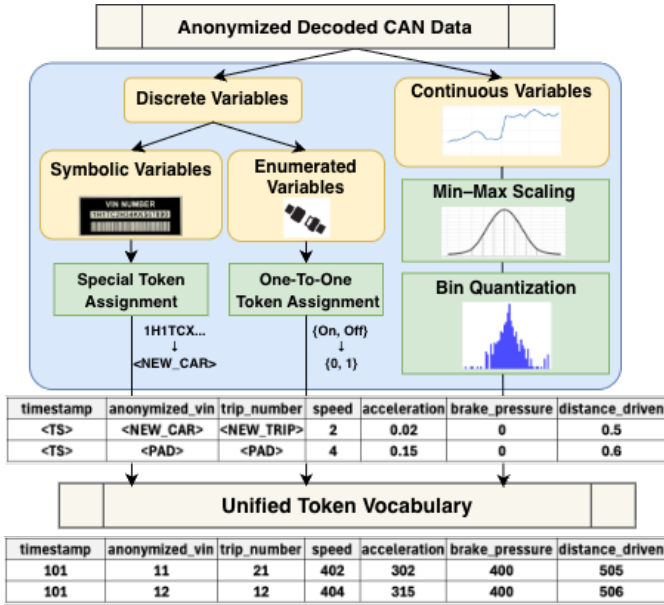 Anonymized Decoded CAN Data
Discrete Variables
Continuous Variables
Symbolic Variables
VIN NUMBER
Enumerated
Variables
Min–Max Scaling
Special Token
Assignment
One-To-One
Token Assignment
Bin Quantization
1H1TCX...
↓
<NEW_CAR>
{On, Off}
↓
{0, 1}
timestamp anonymized_vin trip_number speed acceleration brake_pressure distance_driven
<TS> <NEW_CAR> <NEW_TRIP> 2 0.02 0 0.5
<TS> <PAD> <PAD> 4 0.15 0 0.6
Unified Token Vocabulary
timestamp anonymized_vin trip_number speed acceleration brake_pressure distance_driven
101 11 21 402 302 400 505
101 12 12 404 315 400 506